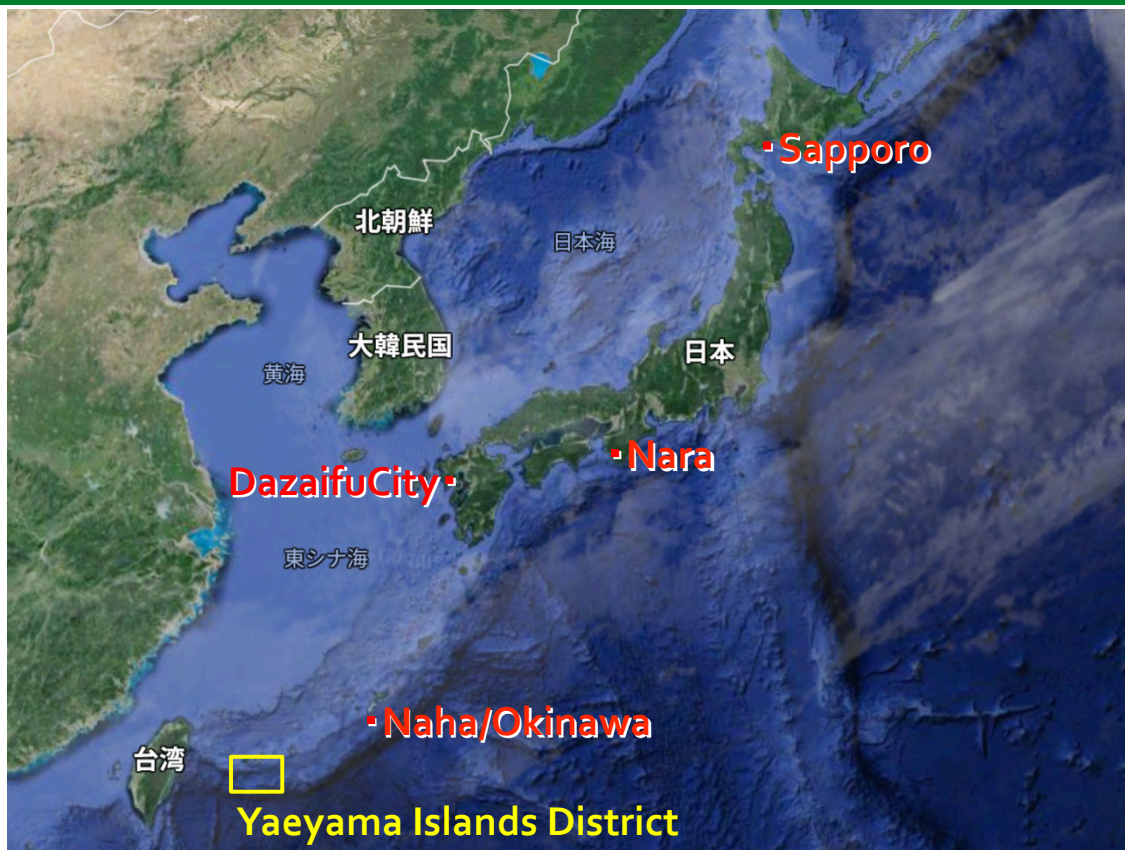 Sapporo
北朝鮮
日本海
大韓民国
日本
黄海
Nara
DazaifuCity
東シナ海
Naha/Okinawa
台湾
Yaeyama Islands District